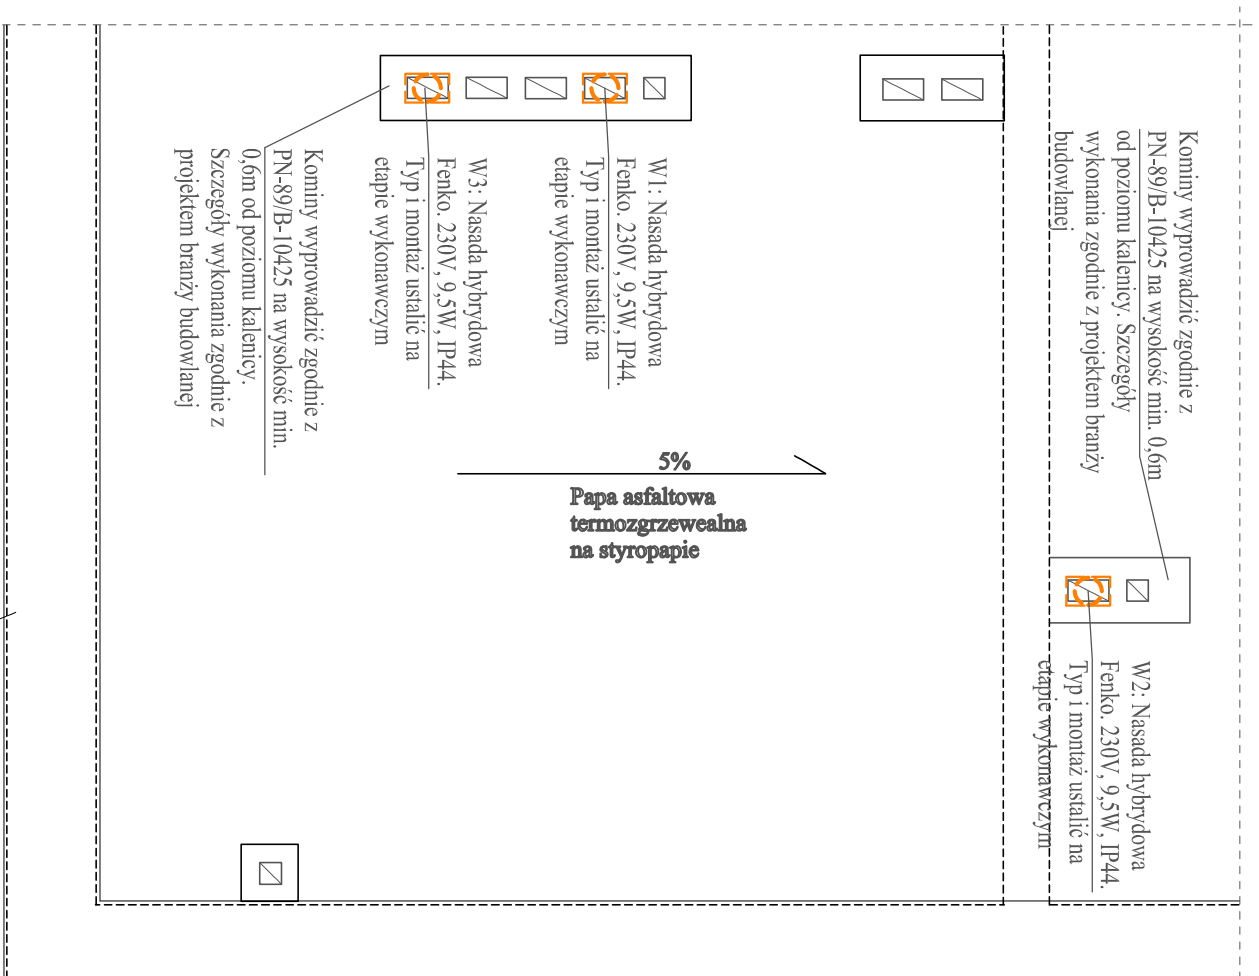 Kominy wyprowadzić zgodnie z
PN-89/B-10425 na wysokość min. 0,6m
od poziomu kalenicy. Szczegóły
wykonania zgodnie z projektem branży
budowlanej
W1: Nasada hybrydowa
Fenko. 230V, 9,5W, IP44.
Typ i montaż ustalić na
etapie wykonawczym
W3: Nasada hybrydowa
Fenko. 230V, 9,5W, IP44.
Typ i montaż ustalić na
etapie wykonawczym
Kominy wyprowadzić zgodnie z
PN-89/B-10425 na wysokość min.
0,6m od poziomu kalenicy.
Szczegóły wykonania zgodnie z
projektem branży budowlanej
5%
Papa asfaltowa
termozgrzewealna
na styropapie
W2: Nasada hybrydowa
Fenko. 230V, 9,5W, IP44.
Typ i montaż ustalić na
etapie wykonawczym